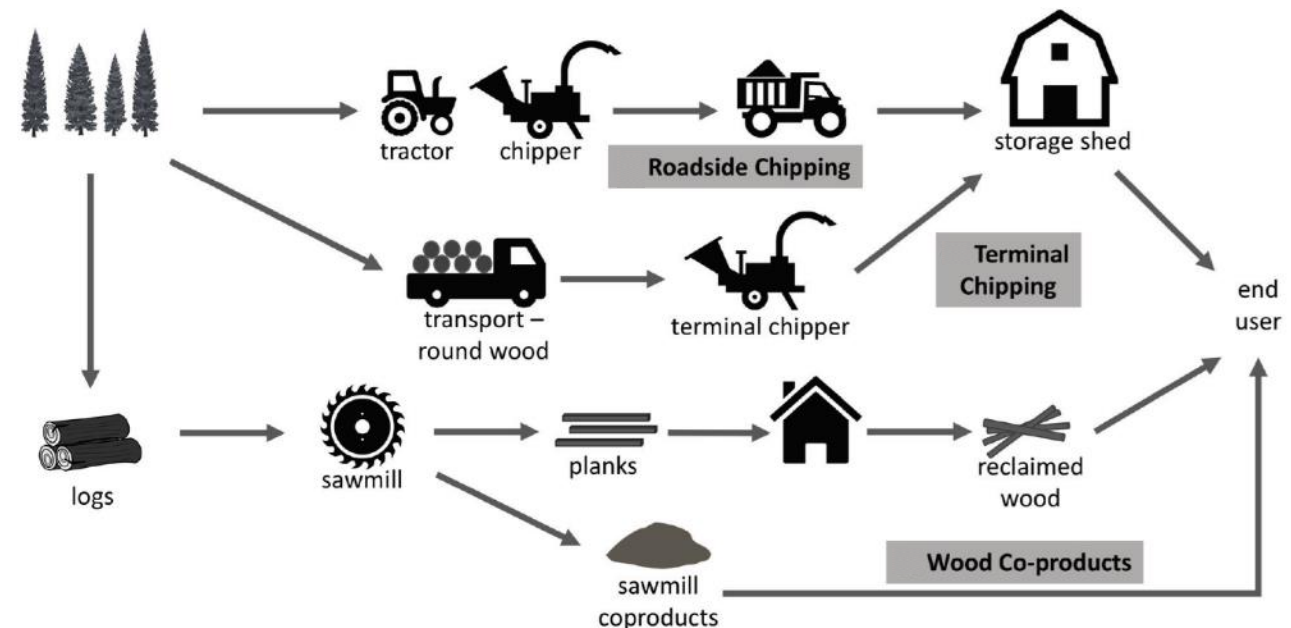 tractor
chipper
Roadside Chipping
storage shed
transport –
round wood
terminal chipper
Terminal
Chipping
end
user
logs
sawmill
planks
reclaimed
wood
sawmill
coproducts
Wood Co-products